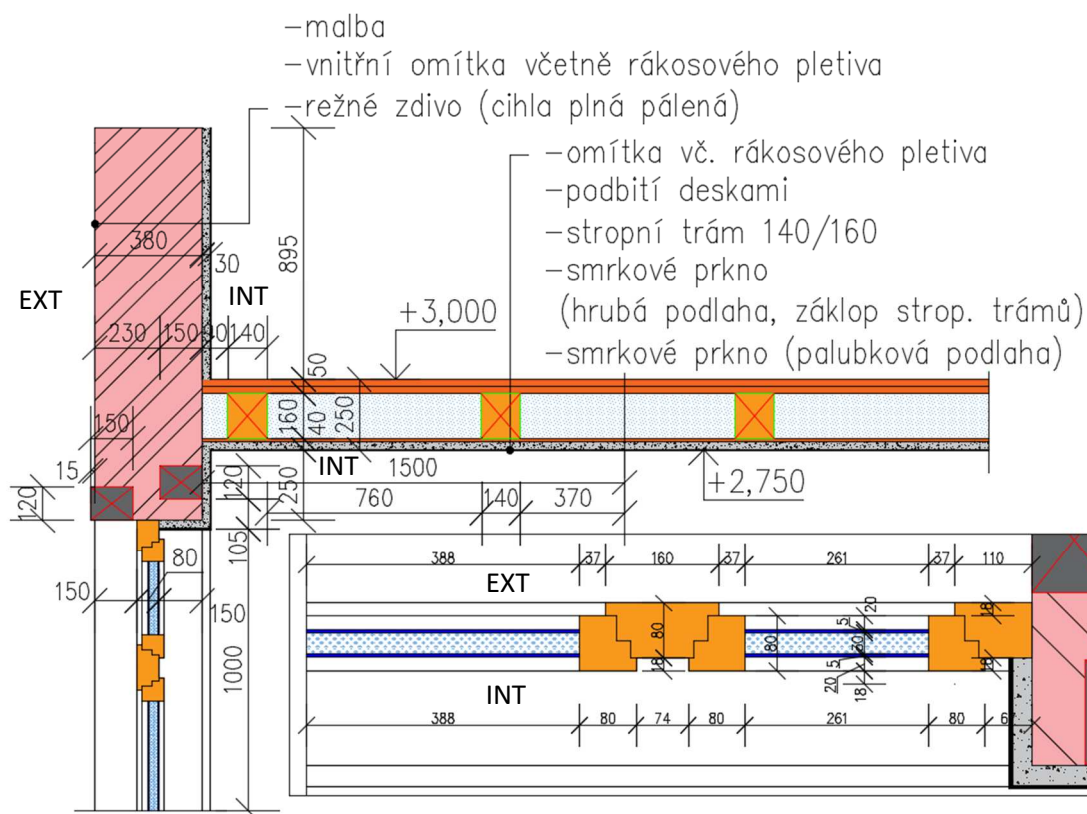 -malba
-vnitřní omítka včetně rákosového pletiva
-režné zdivo (cihla plná pálená)
-omítka vč. rákosového pletiva
-podbití deskami
-stropní trám 140/160
-smrkové prkno
(hrubá podlaha, záklop strop. trámů)
-smrkové prkno (palubková podlaha)
380
30
895
EXT
INT
+3,000
230 150 140
50
160 40 250
150
INT
1500
15
120
120
250
+2,750
760 140 370
105
80
388 37 160 37 261 37 110
EXT
150
150
20
18
5
80
80
30
18
5
18
20
18
1000
INT
388 80 74 80 261 80